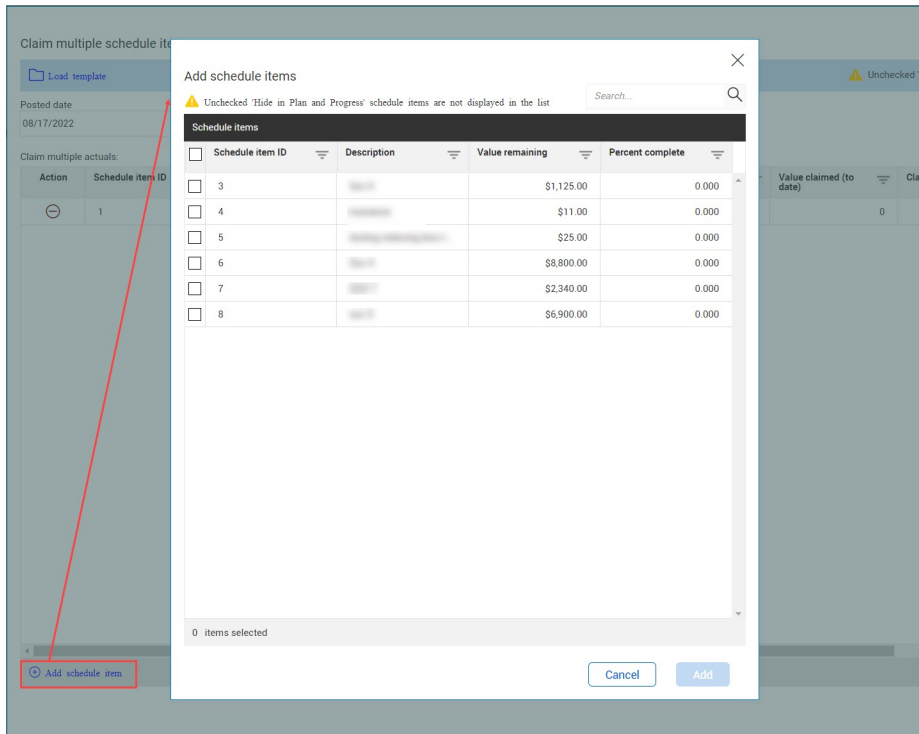 Claim multiple schedule ite
Load template
Unchecked '
Posted date
08/17/2022
Claim multiple actuals:
Action Schedule item ID Value claimed (to date) Cla
1 0
Add schedule item
Add schedule items
Unchecked 'Hide in Plan and Progress' schedule items are not displayed in the list
Search...
Schedule items
Schedule item ID Description Value remaining Percent complete
3 $1,125.00 0.000
4 $11.00 0.000
5 $25.00 0.000
6 $8,800.00 0.000
7 $2,340.00 0.000
8 $6,900.00 0.000
0 items selected
Cancel Add